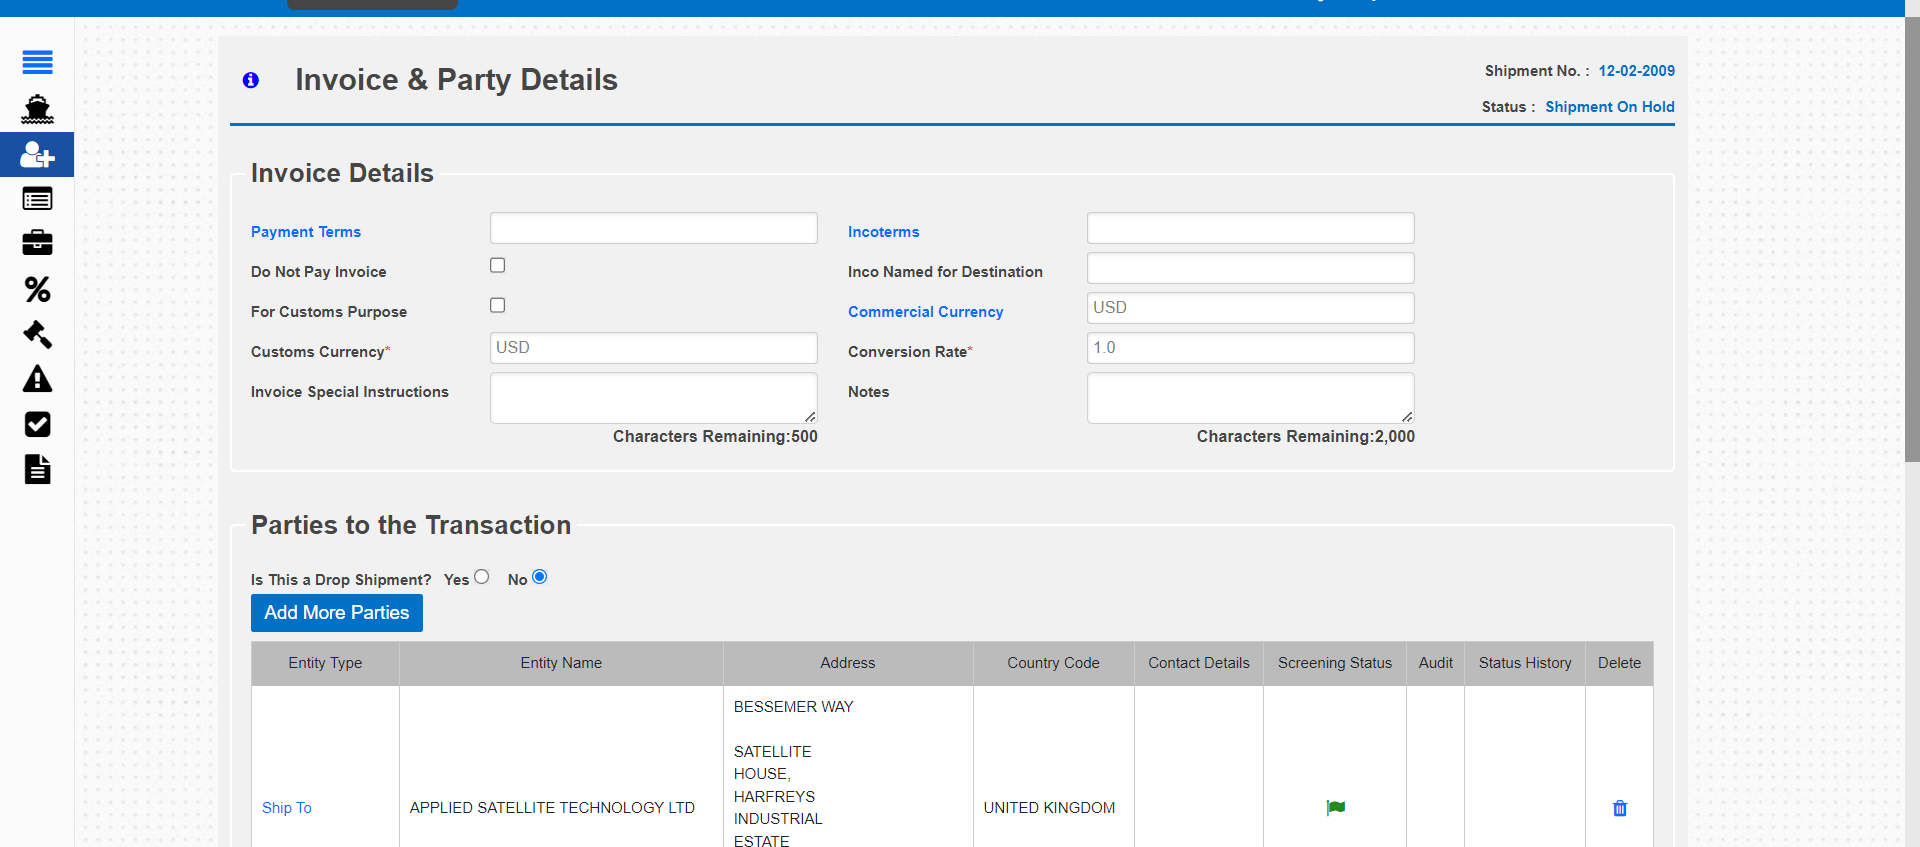 Invoice & Party Details
Shipment No. : 12-02-2009
Status : Shipment On Hold
Invoice Details
Payment Terms
Incoterms
Do Not Pay Invoice
Inco Named for Destination
For Customs Purpose
Commercial Currency USD
Customs Currency* USD
Conversion Rate* 1.0
Invoice Special Instructions
Notes
Characters Remaining:500
Characters Remaining:2,000
Parties to the Transaction
Is This a Drop Shipment? Yes No
Add More Parties
Entity Type Entity Name Address Country Code Contact Details Screening Status Audit Status History Delete
Ship To
APPLIED SATELLITE TECHNOLOGY LTD
BESSEMER WAY
SATELLITE
HOUSE,
HARFREYS
INDUSTRIAL
ESTATE
UNITED KINGDOM